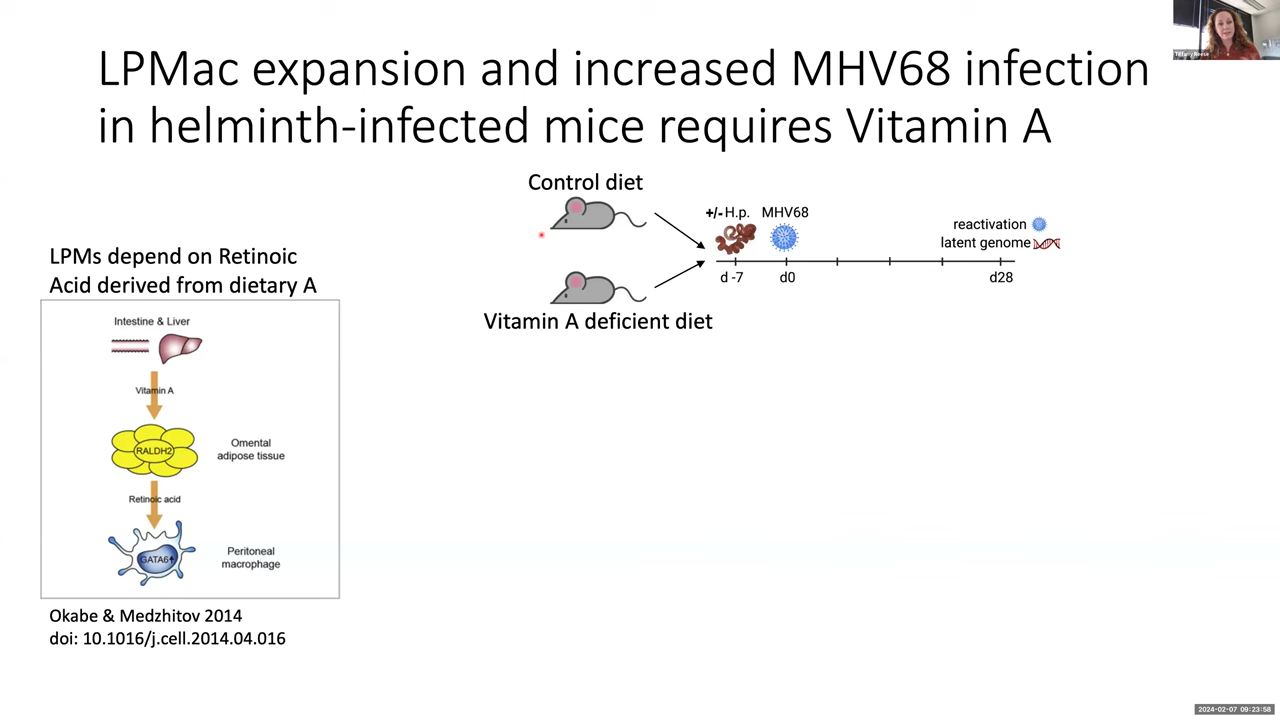 LPMac expansion and increased MHV68 infection
in helminth-infected mice requires Vitamin A
Tiffany Reese
Control diet
+/- H.p.
MHV68
reactivation
latent genome
d -7
d0
d28
Vitamin A deficient diet
LPMs depend on Retinoic
Acid derived from dietary A
Intestine & Liver
Vitamin A
RALDH2
Omental
adipose tissue
Retinoic acid
GATA6
Peritoneal
macrophage
Okabe & Medzhitov 2014
doi: 10.1016/j.cell.2014.04.016
2024-02-07 09:23:58